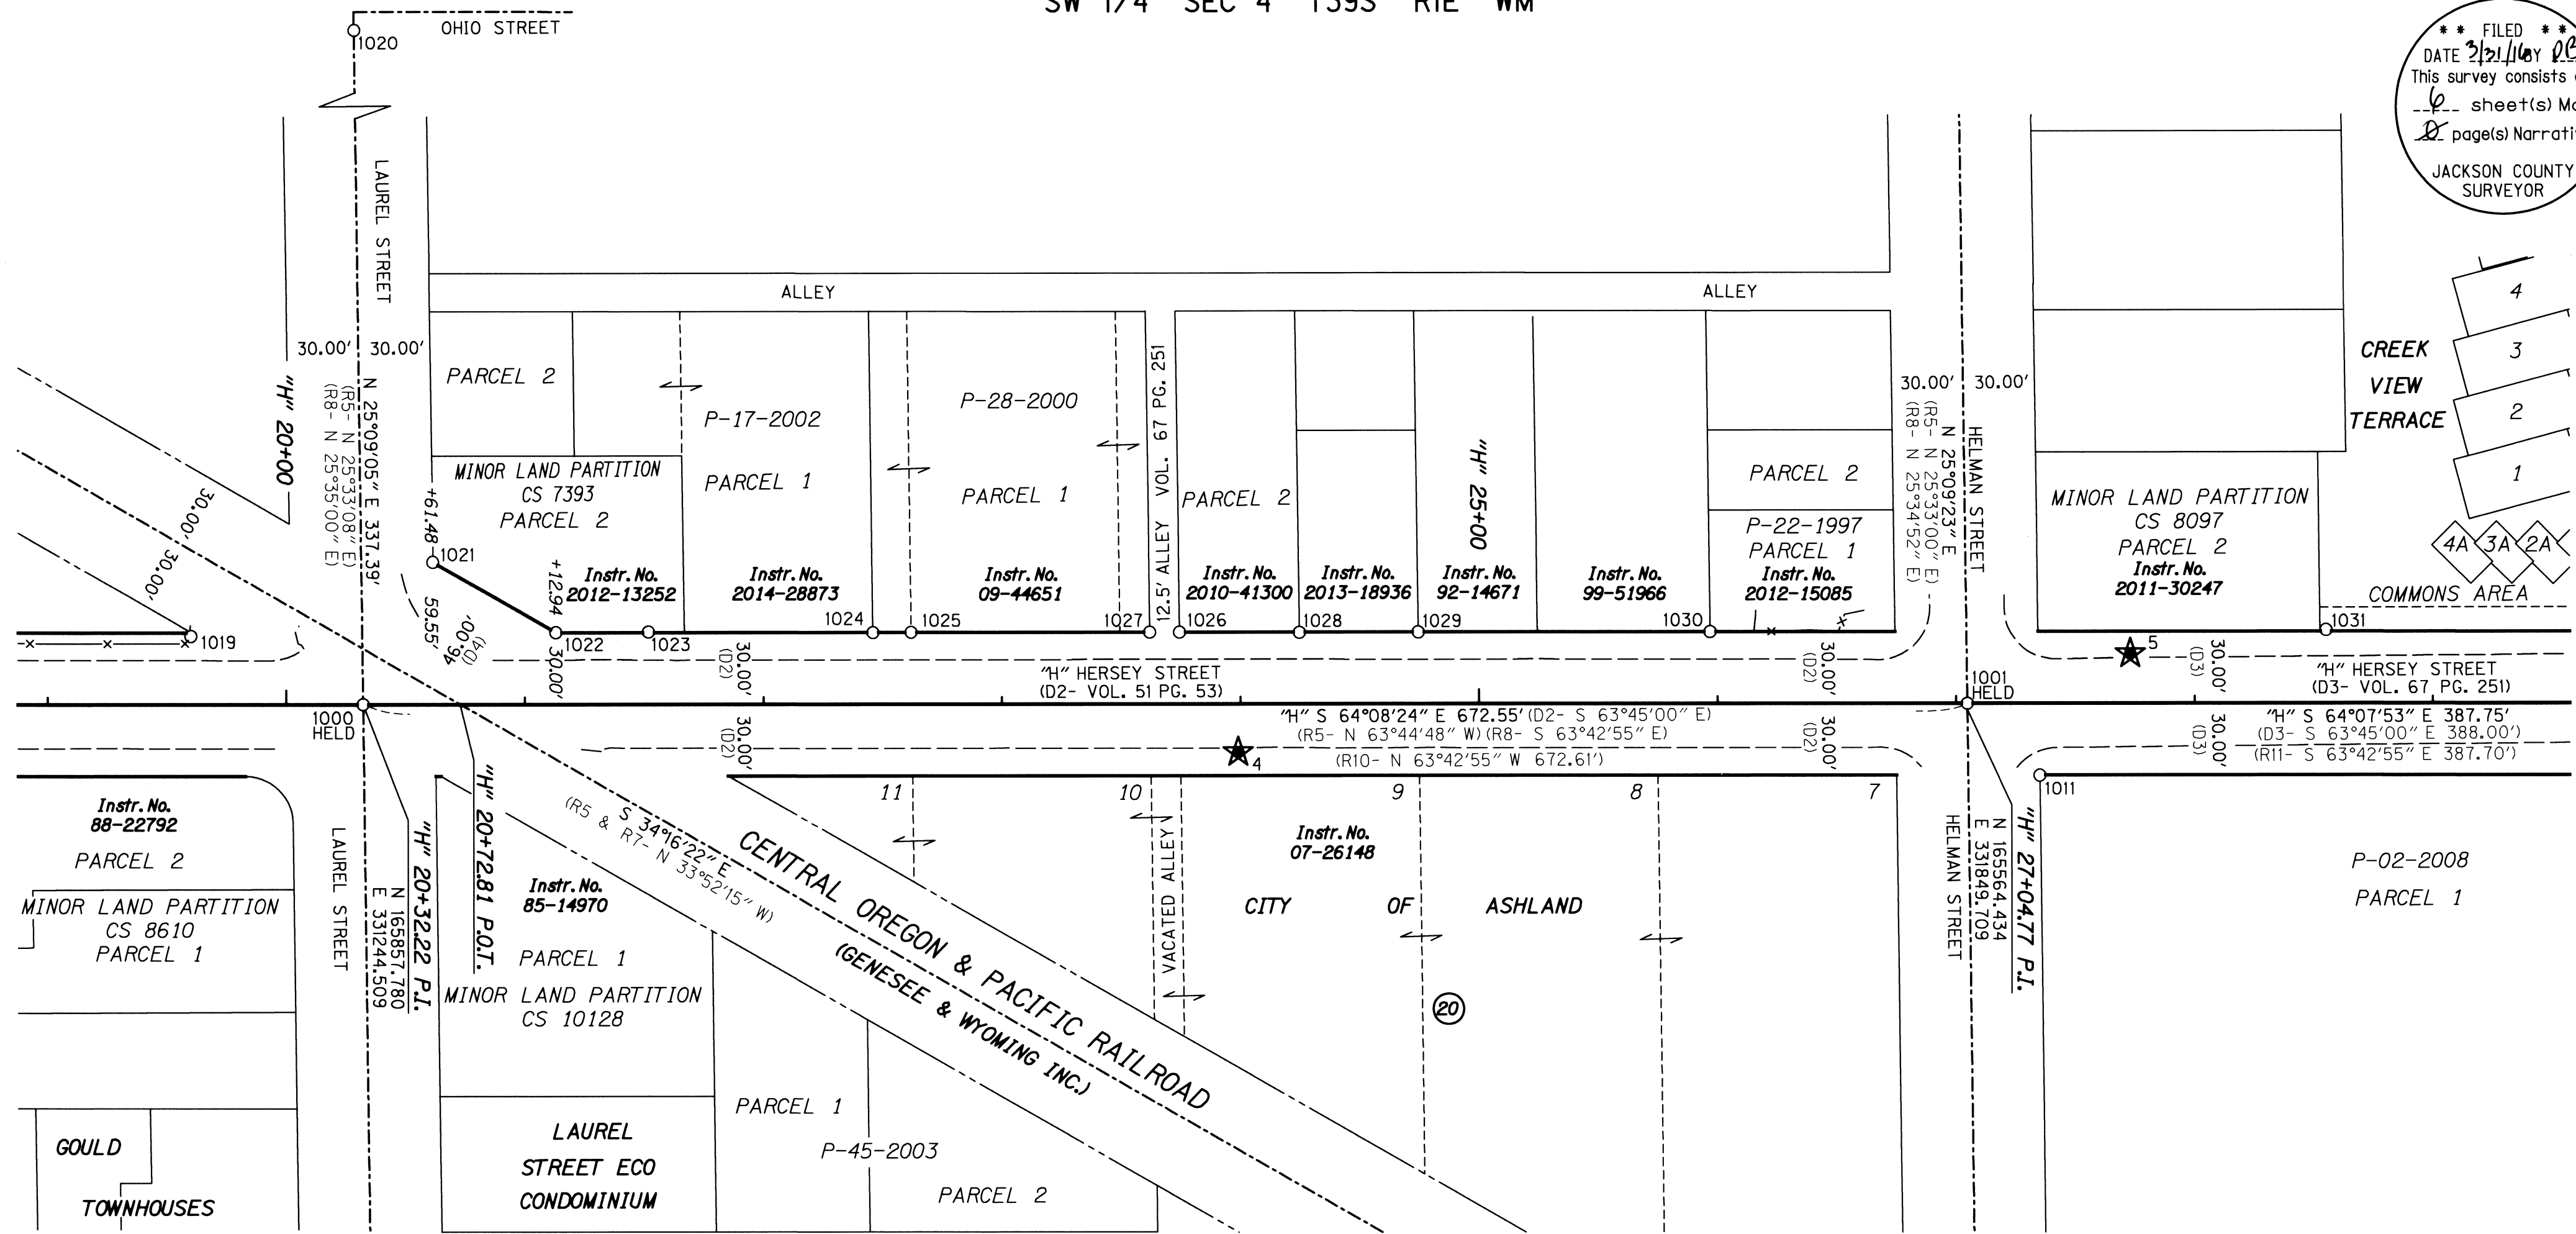 SW 1/4 SEC 4 T39S R1E WM
** FILED **
DATE 3/31/16 BY
This survey consists
6 sheet(s)
0 page(s)
JACKSON COUNTY
SURVEYOR
OHIO STREET
1020
LAUREL STREET
ALLEY
ALLEY
30.00' 30.00'
"H" 20+00
N 25°09'05" E 337.39'
(R5- N 25°33'08" E)
(R8- N 25°35'00" E)
30.00'
30.00'
1019
PARCEL 2
MINOR LAND PARTITION
CS 7393
PARCEL 2
Instr. No.
2012-13252
+61.48
1021
+12.94
59.55'
46.00'
(D4)
1022
30.00'
1023
P-17-2002
PARCEL 1
Instr. No.
2014-28873
1024
1025
P-28-2000
PARCEL 1
Instr. No.
09-44651
1027
12.5' ALLEY VOL. 67 PG. 251
1026
PARCEL 2
Instr. No.
2010-41300
1028
Instr. No.
2013-18936
1029
"H" 25+00
Instr. No.
92-14671
Instr. No.
99-51966
1030
PARCEL 2
P-22-1997
PARCEL 1
Instr. No.
2012-15085
30.00' 30.00'
HELMAN STREET
N 25°09'23" E
(R5- N 25°33'00" E)
(R8- N 25°34'52" E)
MINOR LAND PARTITION
CS 8097
PARCEL 2
Instr. No.
2011-30247
CREEK
VIEW
TERRACE
4
3
2
1
4A 3A 2A
COMMONS AREA
1031
5
30.00'
(D2)
30.00'
(D2)
30.00'
(D3)
"H" HERSEY STREET
(D2- VOL. 51 PG. 53)
"H" HERSEY STREET
(D3- VOL. 67 PG. 251)
1000
HELD
1001
HELD
"H" S 64°08'24" E 672.55' (D2- S 63°45'00" E)
(R5- N 63°44'48" W)(R8- S 63°42'55" E)
(R10- N 63°42'55" W 672.61')
"H" S 64°07'53" E 387.75'
(D3- S 63°45'00" E 388.00')
(R11- S 63°42'55" E 387.70')
30.00'
(D2)
30.00'
(D2)
30.00'
(D3)
4
1011
Instr. No.
88-22792
PARCEL 2
MINOR LAND PARTITION
CS 8610
PARCEL 1
GOULD
TOWNHOUSES
LAUREL STREET
"H" 20+32.22 P.I.
N 165857.780
E 331244.509
"H" 20+72.81 P.O.T.
Instr. No.
85-14970
PARCEL 1
MINOR LAND PARTITION
CS 10128
LAUREL
STREET ECO
CONDOMINIUM
S 34°16'22" E
(R5 & R7- N 33°52'15" W)
CENTRAL OREGON & PACIFIC RAILROAD
(GENESEE & WYOMING INC.)
PARCEL 1
P-45-2003
PARCEL 2
11
10
9
8
7
VACATED ALLEY
Instr. No.
07-26148
CITY OF ASHLAND
20
HELMAN STREET
"H" 27+04.77 P.I.
N 165564.434
E 331849.709
P-02-2008
PARCEL 1